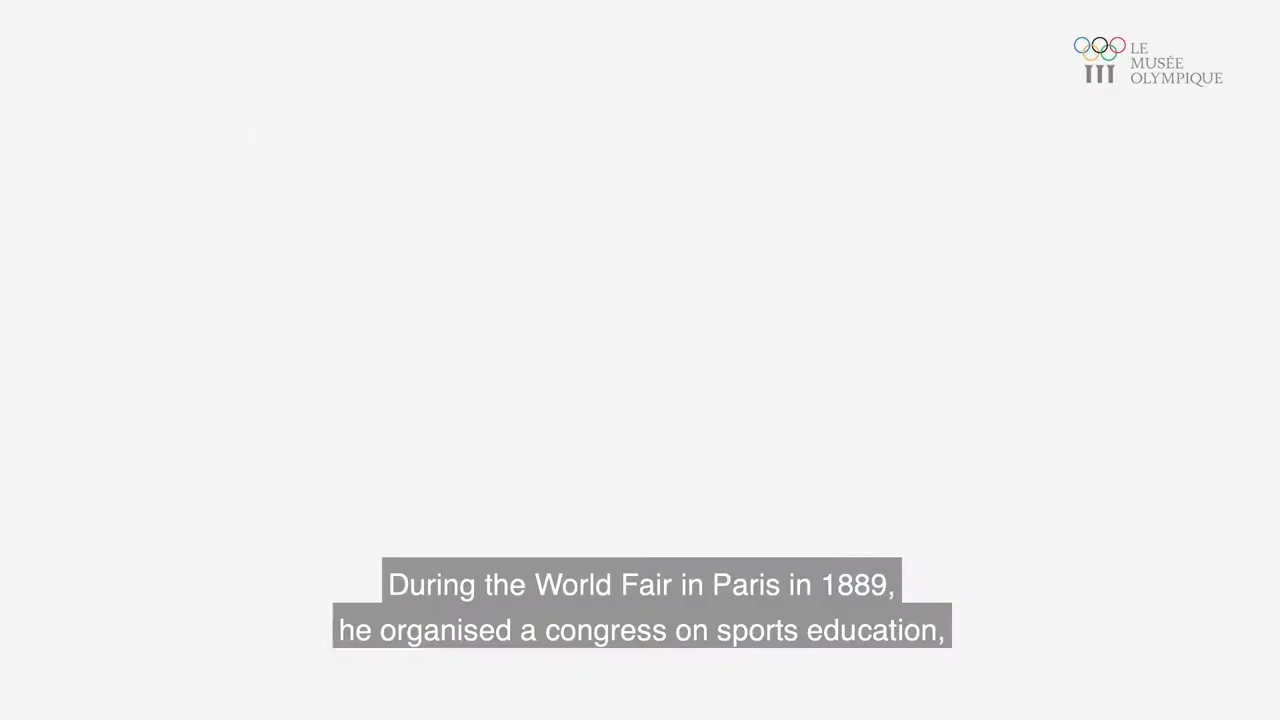 LE
MUSÉE
OLYMPIQUE
During the World Fair in Paris in 1889,
he organised a congress on sports education,